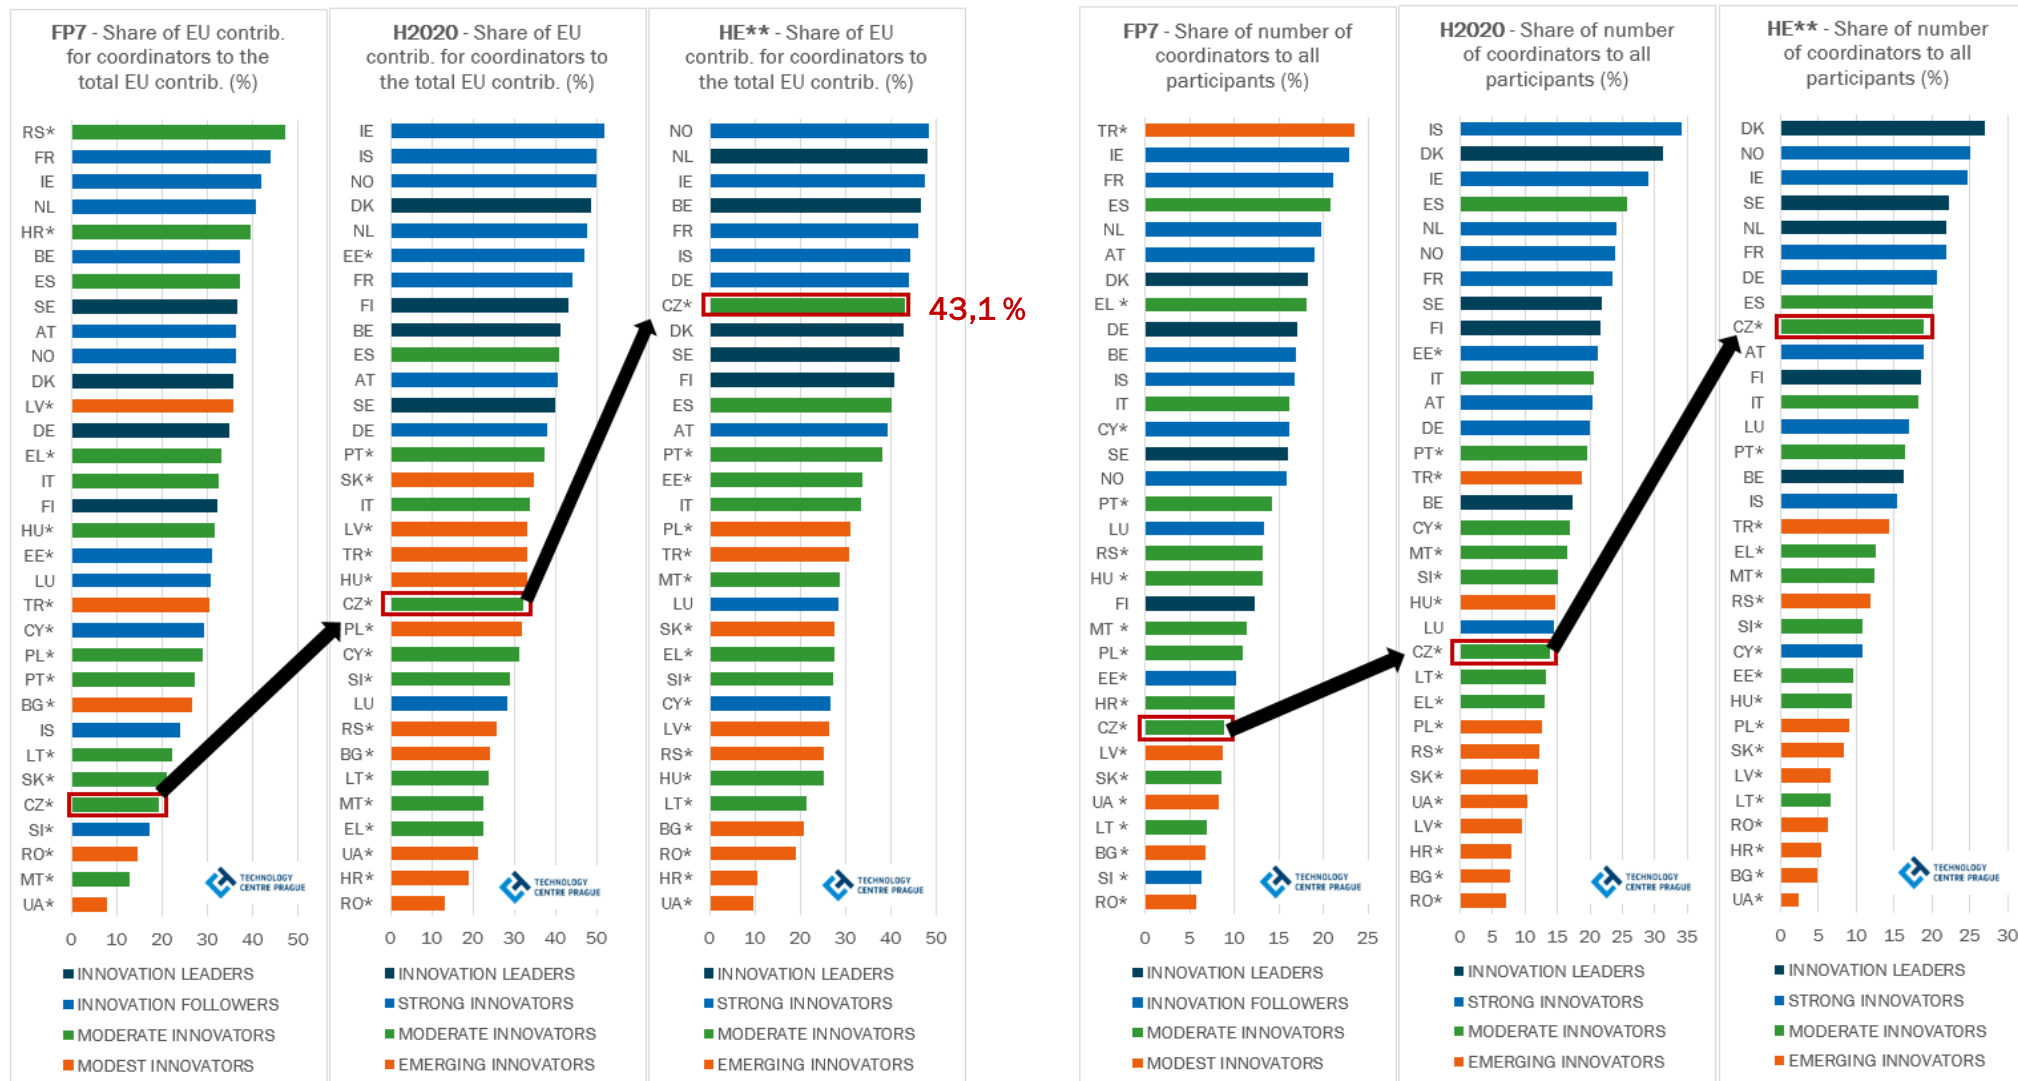 FP7 - Share of EU contrib.
for coordinators to the
total EU contrib. (%)
RS*
FR
IE
NL
HR*
BE
ES
SE
AT
NO
DK
LV*
DE
EL*
IT
FI
HU*
EE*
LU
TR*
CY*
PL*
PT*
BG*
IS
LT*
SK*
CZ*
SI*
RO*
MT*
UA*
TECHNOLOGY
CENTRE PRAGUE
0 10 20 30 40 50
INNOVATION LEADERS
INNOVATION FOLLOWERS
MODERATE INNOVATORS
MODEST INNOVATORS
H2020 - Share of EU
contrib. for coordinators to
the total EU contrib. (%)
IE
IS
NO
DK
NL
EE*
FR
FI
BE
ES
AT
SE
DE
PT*
SK*
IT
LV*
TR*
HU*
CZ*
PL*
CY*
SI*
LU
RS*
BG*
LT*
MT*
EL*
UA*
HR*
RO*
TECHNOLOGY
CENTRE PRAGUE
0 10 20 30 40 50
INNOVATION LEADERS
STRONG INNOVATORS
MODERATE INNOVATORS
EMERGING INNOVATORS
HE** - Share of EU
contrib. for coordinators to
the total EU contrib. (%)
NO
NL
IE
BE
FR
IS
DE
CZ*
43,1 %
DK
SE
FI
ES
AT
PT*
EE*
IT
PL*
TR*
MT*
LU
SK*
EL*
SI*
CY*
LV*
RS*
HU*
LT*
BG*
RO*
HR*
UA*
TECHNOLOGY
CENTRE PRAGUE
0 10 20 30 40 50
INNOVATION LEADERS
STRONG INNOVATORS
MODERATE INNOVATORS
EMERGING INNOVATORS
FP7 - Share of number of
coordinators to all
participants (%)
TR*
IE
FR
ES
NL
AT
DK
EL *
DE
BE
IS
IT
CY*
SE
NO
PT*
LU
RS*
HU *
FI
MT *
PL*
EE*
HR*
CZ*
LV*
SK*
UA *
LT *
BG*
SI *
RO*
TECHNOLOGY
CENTRE PRAGUE
0 5 10 15 20 25
INNOVATION LEADERS
INNOVATION FOLLOWERS
MODERATE INNOVATORS
MODEST INNOVATORS
H2020 - Share of number
of coordinators to all
participants (%)
IS
DK
IE
ES
NL
NO
FR
SE
FI
EE*
IT
AT
DE
PT*
TR*
BE
CY*
MT*
SI*
HU*
LU
CZ*
LT*
EL*
PL*
RS*
SK*
UA*
LV*
HR*
BG*
RO*
TECHNOLOGY
CENTRE PRAGUE
0 5 10 15 20 25 30 35
INNOVATION LEADERS
STRONG INNOVATORS
MODERATE INNOVATORS
EMERGING INNOVATORS
HE** - Share of number
of coordinators to all
participants (%)
DK
NO
IE
SE
NL
FR
DE
ES
CZ*
AT
FI
IT
LU
PT*
BE
IS
TR*
EL*
MT*
RS*
SI*
CY*
EE*
HU*
PL*
SK*
LV*
LT*
RO*
HR*
BG*
UA*
TECHNOLOGY
CENTRE PRAGUE
0 5 10 15 20 25 30
INNOVATION LEADERS
STRONG INNOVATORS
MODERATE INNOVATORS
EMERGING INNOVATORS